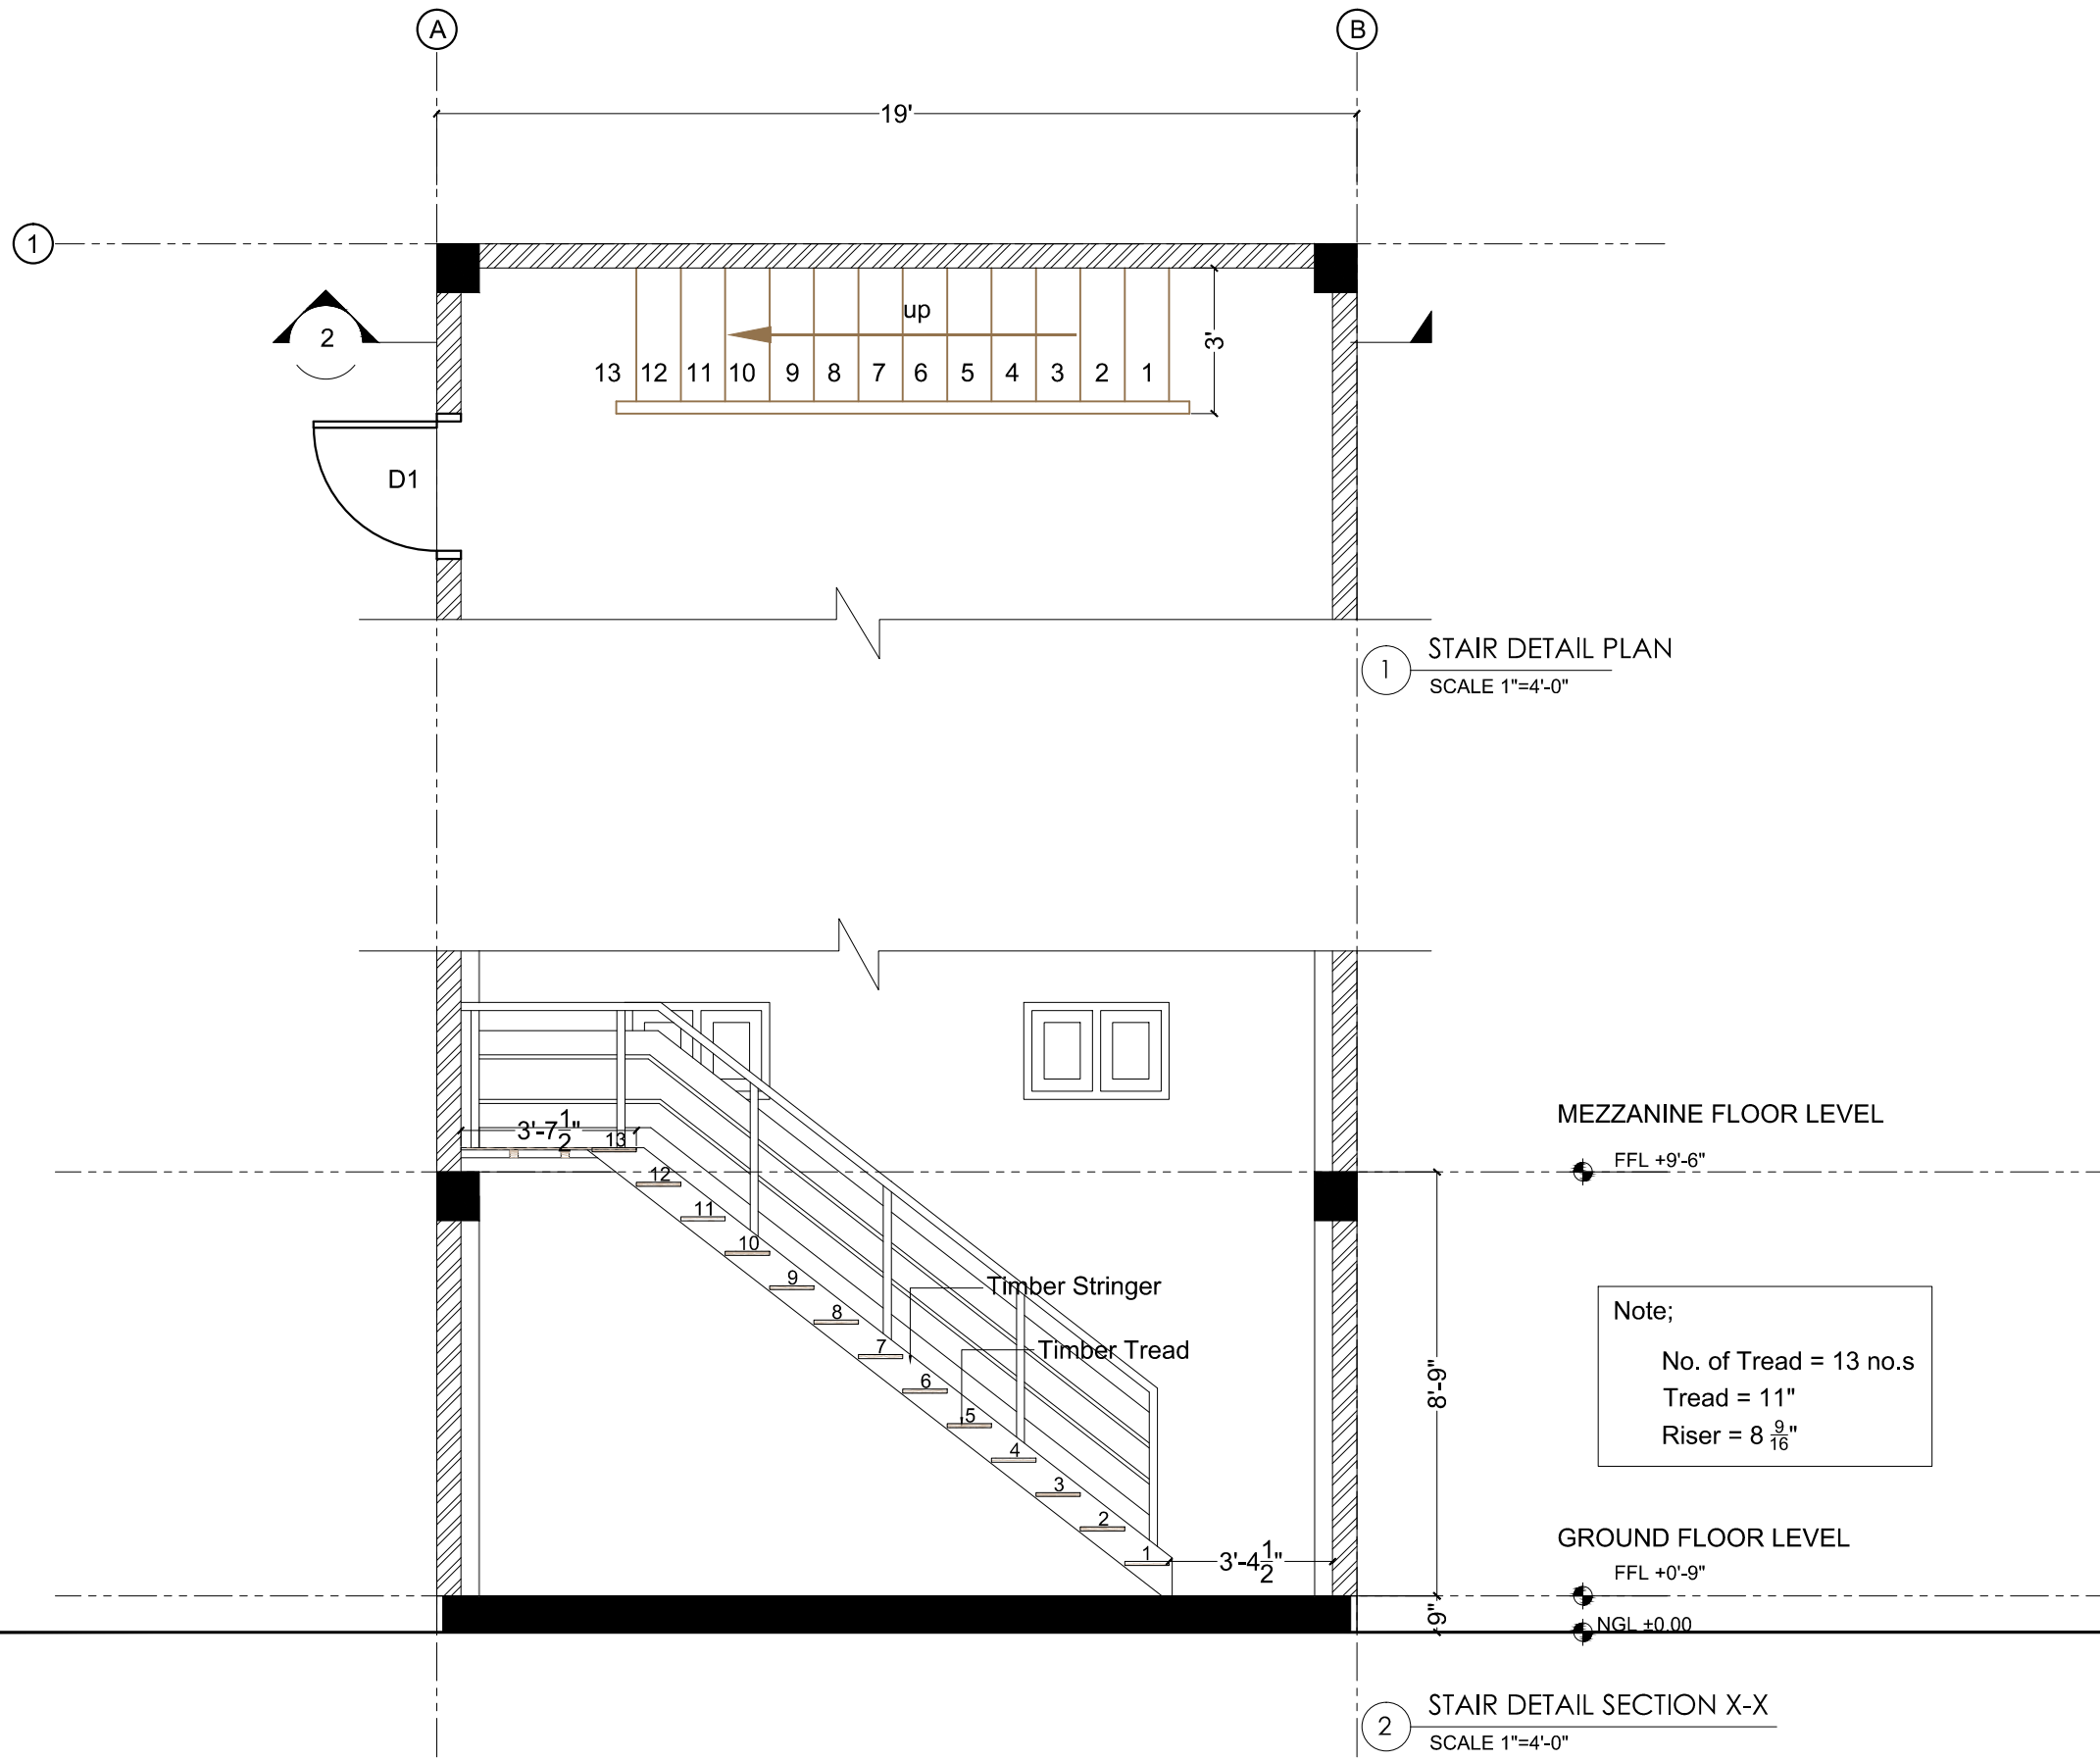 A
B
19'
1
up
2
3'
13 12 11 10 9 8 7 6 5 4 3 2 1
D1
STAIR DETAIL PLAN
1
SCALE 1"=4'-0"
MEZZANINE FLOOR LEVEL
FFL +9'-6"
3'-7 1/2"
13
12
11
10
9
8
7
6
5
4
3
2
1
Timber Stringer
Timber Tread
8'-9"
Note;
No. of Tread = 13 no.s
Tread = 11"
Riser = 8 9/16"
3'-4 1/2"
GROUND FLOOR LEVEL
FFL +0'-9"
9"
NGL ±0.00
STAIR DETAIL SECTION X-X
2
SCALE 1"=4'-0"